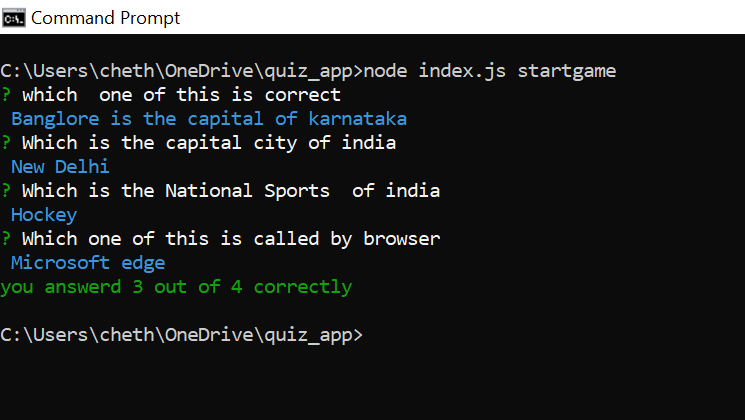 Command Prompt
C:\Users\cheth\OneDrive\quiz_app>node index.js startgame
? which  one of this is correct
Banglore is the capital of karnataka
? Which is the capital city of india
New Delhi
? Which is the National Sports  of india
Hockey
? Which one of this is called by browser
Microsoft edge
you answerd 3 out of 4 correctly
C:\Users\cheth\OneDrive\quiz_app>